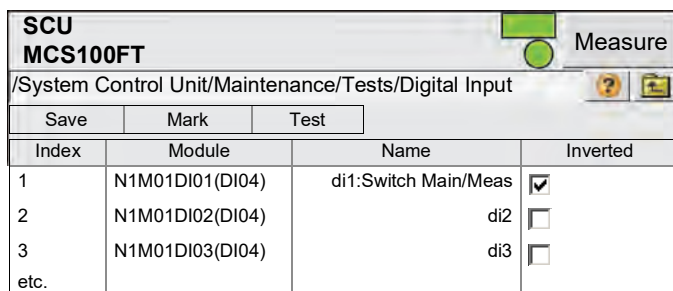 SCU
MCS100FT
Measure
/System Control Unit/Maintenance/Tests/Digital Input
?
Save Mark Test
Index Module Name Inverted
1 N1M01DI01(DI04) di1:Switch Main/Meas
2 N1M01DI02(DI04) di2
3 N1M01DI03(DI04) di3
etc.